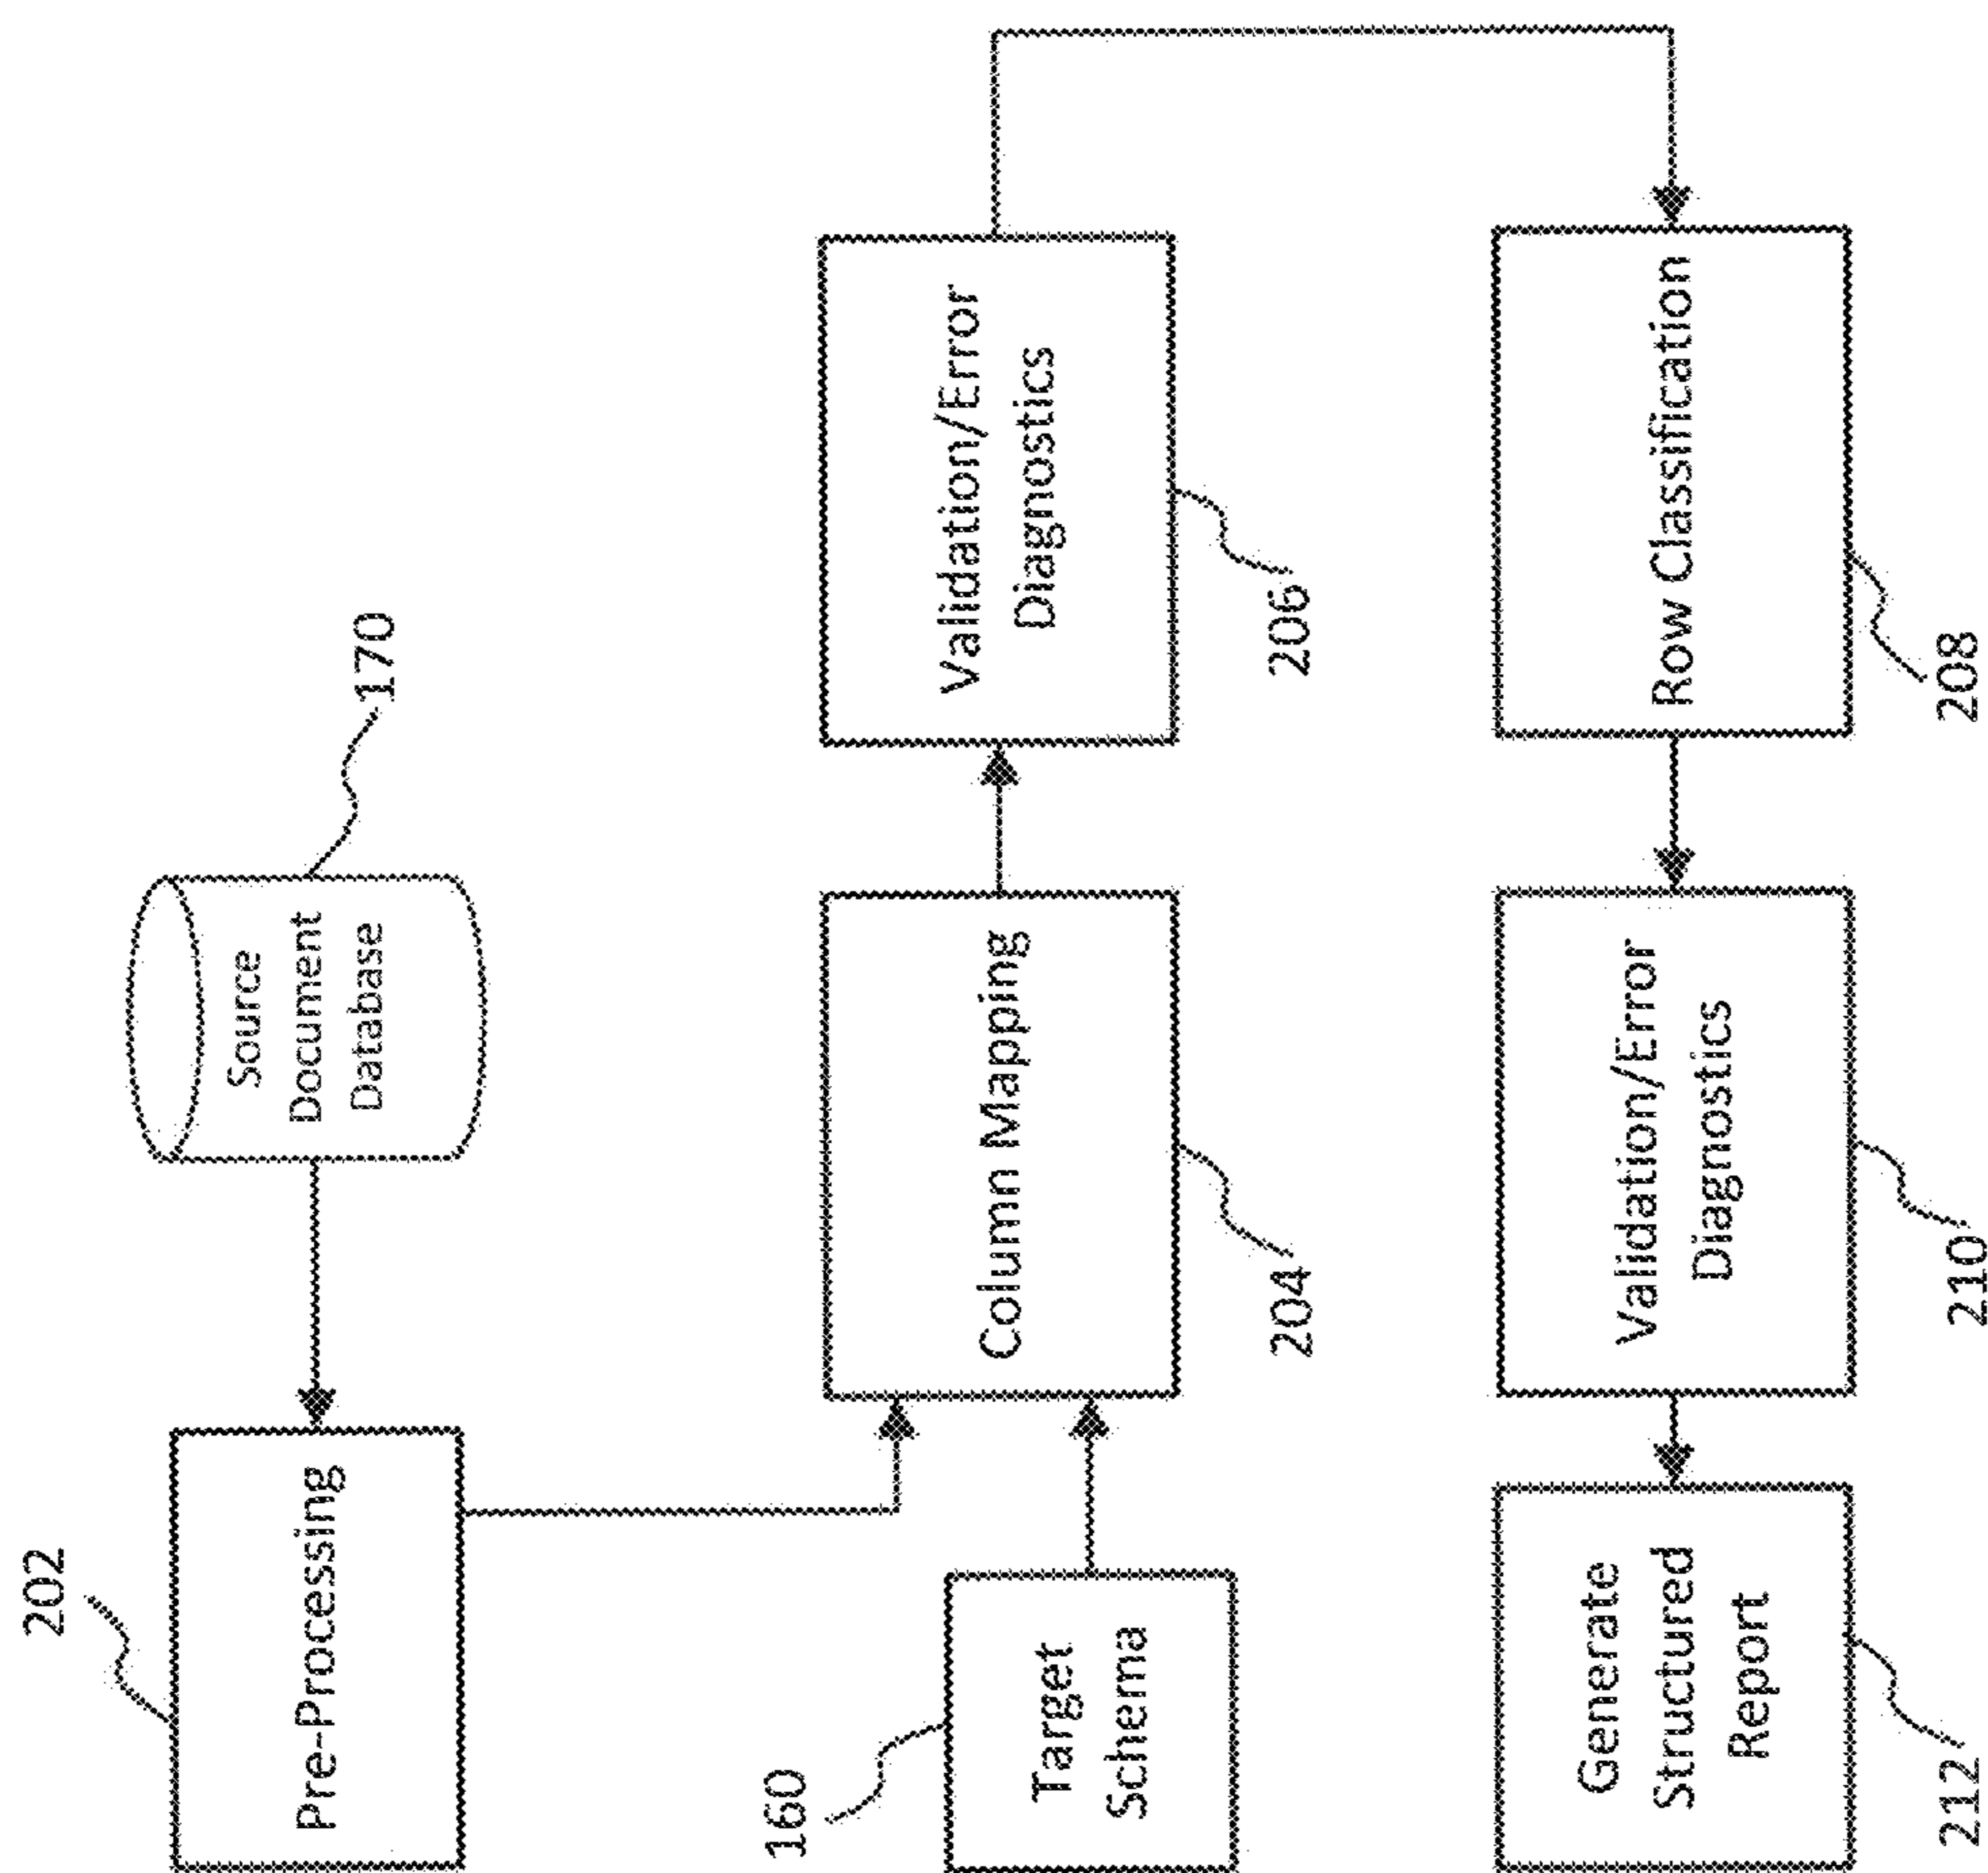 202
Pre-Processing
Source
Document
Database
170
160
Target
Schema
Column Mapping
204
Validation/Error
Diagnostics
206
Generate
Structured
Report
212
Validation/Error
Diagnostics
210
Row Classification
208